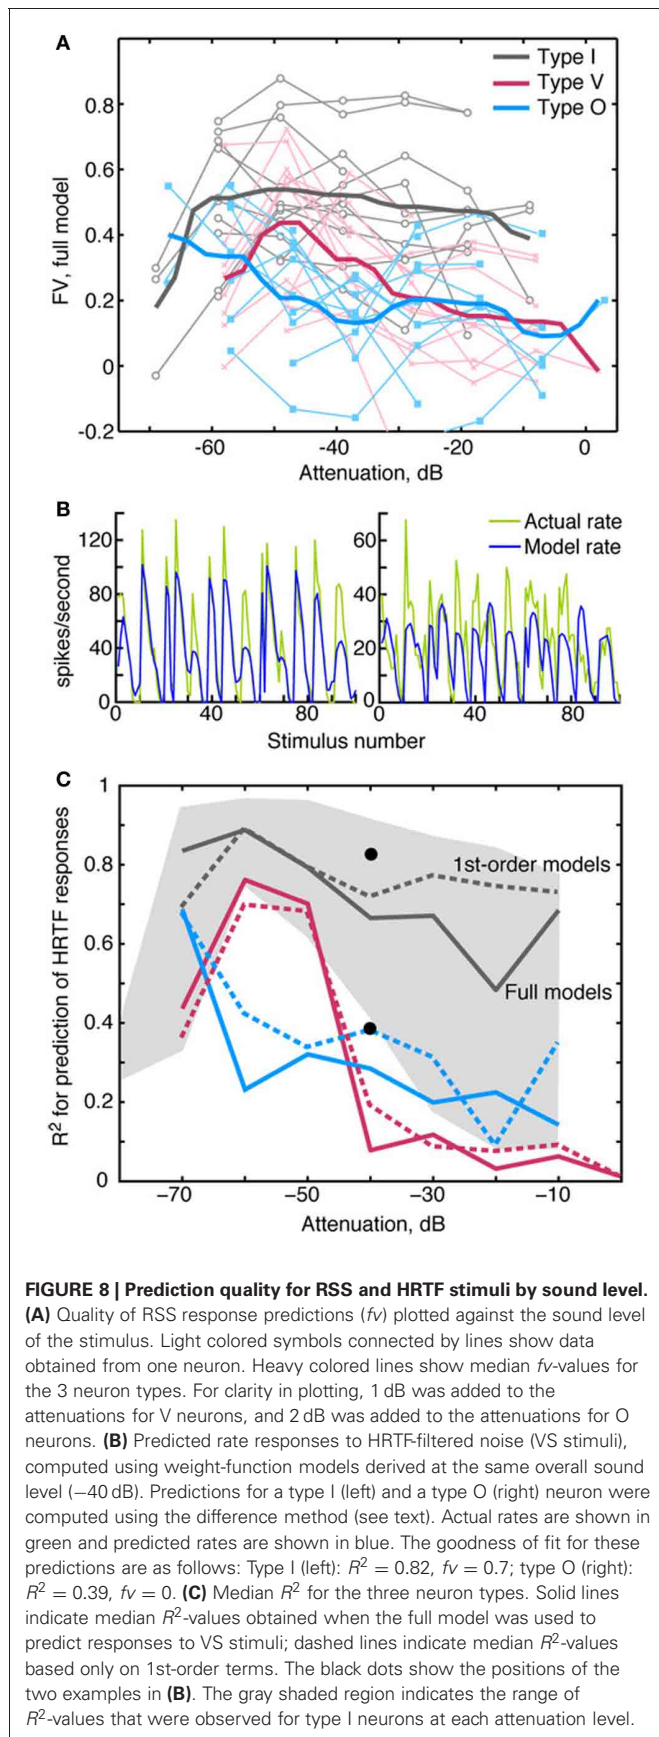 A
Type I
Type V
Type O
FV, full model
0.8
0.6
0.4
0.2
0
-0.2
-60
-40
-20
0
Attenuation, dB
B
Actual rate
Model rate
spikes/second
120
80
40
0
60
40
20
0
0
40
80
0
40
80
Stimulus number
C
1
0.8
0.6
0.4
0.2
0
1st-order models
Full models
R² for prediction of HRTF responses
−70
−50
−30
−10
Attenuation, dB
FIGURE 8 | Prediction quality for RSS and HRTF stimuli by sound level.
(A) Quality of RSS response predictions (fv) plotted against the sound level
of the stimulus. Light colored symbols connected by lines show data
obtained from one neuron. Heavy colored lines show median fv-values for
the 3 neuron types. For clarity in plotting, 1 dB was added to the
attenuations for V neurons, and 2 dB was added to the attenuations for O
neurons. (B) Predicted rate responses to HRTF-filtered noise (VS stimuli),
computed using weight-function models derived at the same overall sound
level (−40 dB). Predictions for a type I (left) and a type O (right) neuron were
computed using the difference method (see text). Actual rates are shown in
green and predicted rates are shown in blue. The goodness of fit for these
predictions are as follows: Type I (left): R² = 0.82, fv = 0.7; type O (right):
R² = 0.39, fv = 0. (C) Median R² for the three neuron types. Solid lines
indicate median R²-values obtained when the full model was used to
predict responses to VS stimuli; dashed lines indicate median R²-values
based only on 1st-order terms. The black dots show the positions of the
two examples in (B). The gray shaded region indicates the range of
R²-values that were observed for type I neurons at each attenuation level.